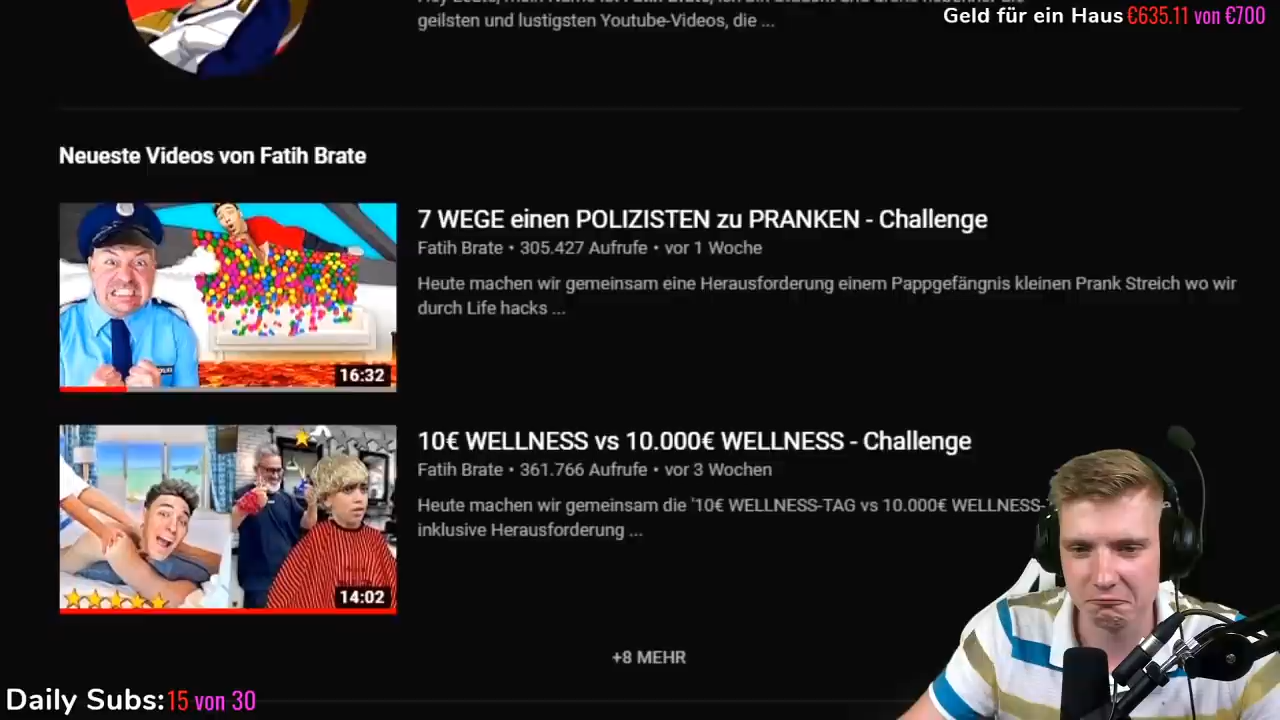 geilsten und lustigsten Youtube-Videos, die ...
Geld für ein Haus €635.11 von €700
Neueste Videos von Fatih Brate
7 WEGE einen POLIZISTEN zu PRANKEN - Challenge
Fatih Brate • 305.427 Aufrufe • vor 1 Woche
Heute machen wir gemeinsam eine Herausforderung einem Pappgefängnis kleinen Prank Streich wo wir
durch Life hacks ...
16:32
10€ WELLNESS vs 10.000€ WELLNESS - Challenge
Fatih Brate • 361.766 Aufrufe • vor 3 Wochen
Heute machen wir gemeinsam die '10€ WELLNESS-TAG vs 10.000€ WELLNESS-
inklusive Herausforderung ...
14:02
+8 MEHR
Daily Subs: 15 von 30